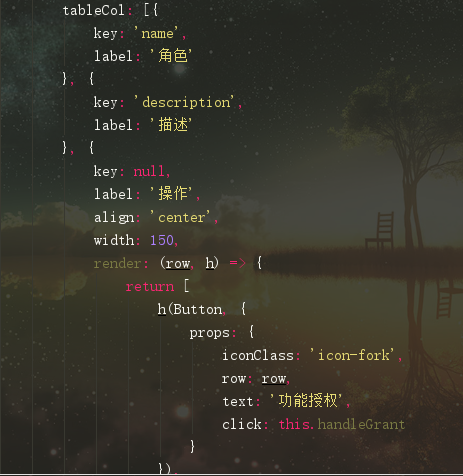 tableCol: [{
key: 'name',
label: '角色'
}, {
key: 'description',
label: '描述'
}, {
key: null,
label: '操作',
align: 'center',
width: 150,
render: (row, h) => {
return [
h(Button, {
props: {
iconClass: 'icon-fork',
row: row,
text: '功能授权',
click: this.handleGrant
}
})